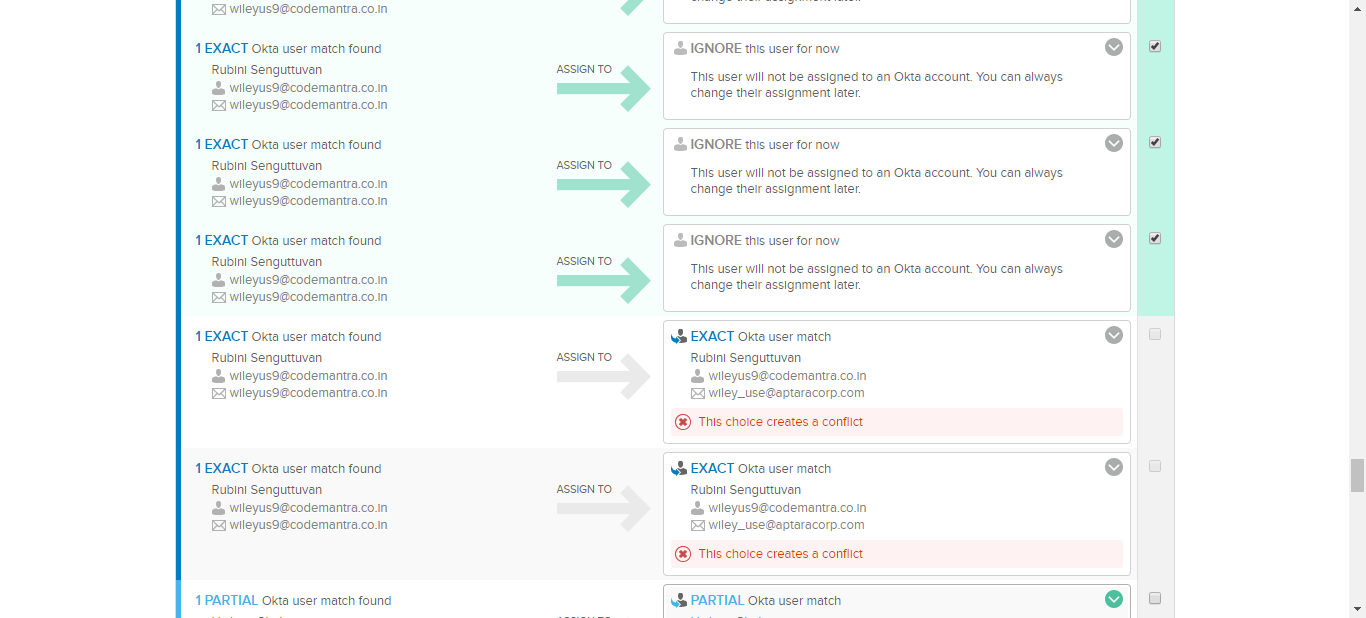 wileyus9@codemantra.co.in
1 EXACT Okta user match found
Rubini Senguttuvan
wileyus9@codemantra.co.in
wileyus9@codemantra.co.in
ASSIGN TO
IGNORE this user for now
This user will not be assigned to an Okta account. You can always
change their assignment later.
1 EXACT Okta user match found
Rubini Senguttuvan
wileyus9@codemantra.co.in
wileyus9@codemantra.co.in
ASSIGN TO
IGNORE this user for now
This user will not be assigned to an Okta account. You can always
change their assignment later.
1 EXACT Okta user match found
Rubini Senguttuvan
wileyus9@codemantra.co.in
wileyus9@codemantra.co.in
ASSIGN TO
IGNORE this user for now
This user will not be assigned to an Okta account. You can always
change their assignment later.
1 EXACT Okta user match found
Rubini Senguttuvan
wileyus9@codemantra.co.in
wileyus9@codemantra.co.in
ASSIGN TO
EXACT Okta user match
Rubini Senguttuvan
wileyus9@codemantra.co.in
wiley_use@aptaracorp.com
This choice creates a conflict
1 EXACT Okta user match found
Rubini Senguttuvan
wileyus9@codemantra.co.in
wileyus9@codemantra.co.in
ASSIGN TO
EXACT Okta user match
Rubini Senguttuvan
wileyus9@codemantra.co.in
wiley_use@aptaracorp.com
This choice creates a conflict
1 PARTIAL Okta user match found
PARTIAL Okta user match